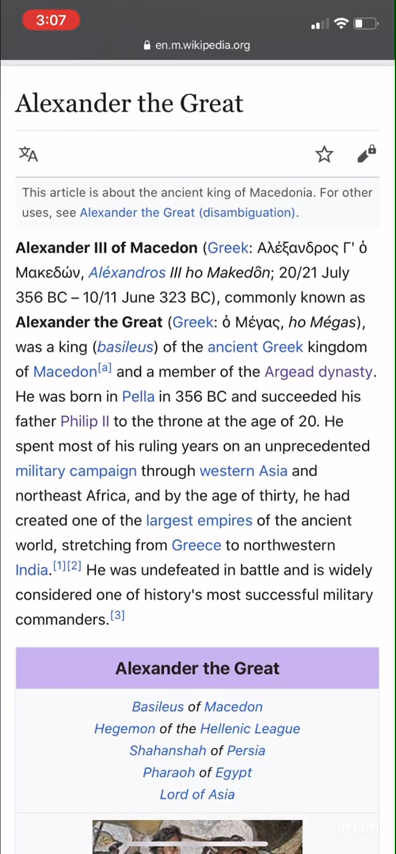 3:07
en.m.wikipedia.org
Alexander the Great
文A
This article is about the ancient king of Macedonia. For other
uses, see Alexander the Great (disambiguation).
Alexander III of Macedon (Greek: Αλέξανδρος Γ' ὁ
Μακεδών, Aléxandros III ho Makedȏn; 20/21 July
356 BC – 10/11 June 323 BC), commonly known as
Alexander the Great (Greek: ὁ Μέγας, ho Mégas),
was a king (basileus) of the ancient Greek kingdom
of Macedon[a] and a member of the Argead dynasty.
He was born in Pella in 356 BC and succeeded his
father Philip II to the throne at the age of 20. He
spent most of his ruling years on an unprecedented
military campaign through western Asia and
northeast Africa, and by the age of thirty, he had
created one of the largest empires of the ancient
world, stretching from Greece to northwestern
India.[1][2] He was undefeated in battle and is widely
considered one of history's most successful military
commanders.[3]
Alexander the Great
Basileus of Macedon
Hegemon of the Hellenic League
Shahanshah of Persia
Pharaoh of Egypt
Lord of Asia